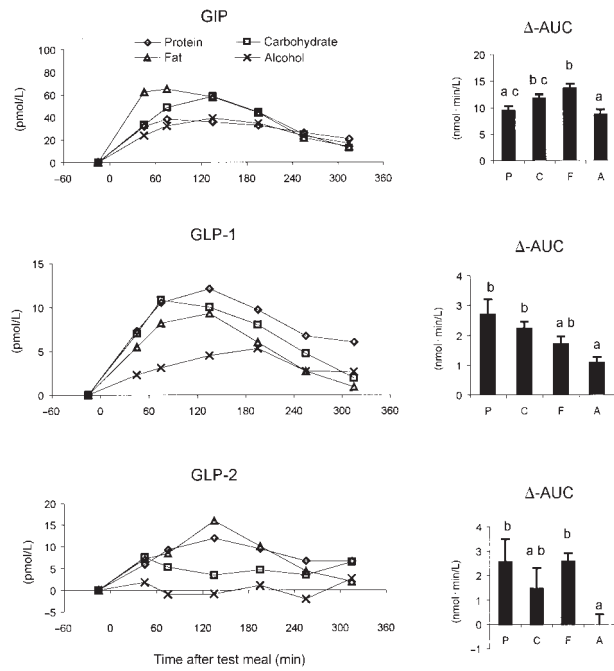 GIP
Protein
Carbohydrate
Fat
Alcohol
(pmol/L)
100
80
60
40
20
0
−60 0 60 120 180 240 300 360
Δ-AUC
(nmol· min/L)
20
15
10
5
0
a c
b c
b
a
P C F A
GLP-1
(pmol/L)
15
10
5
0
−60 0 60 120 180 240 300 360
Δ-AUC
(nmol· min/L)
4
3
2
1
0
b
b
a b
a
P C F A
GLP-2
(pmol/L)
20
15
10
5
0
−5
−60 0 60 120 180 240 300 360
Time after test meal (min)
Δ-AUC
(nmol· min/L)
4
3
2
1
0
−1
b
a b
b
a
P C F A